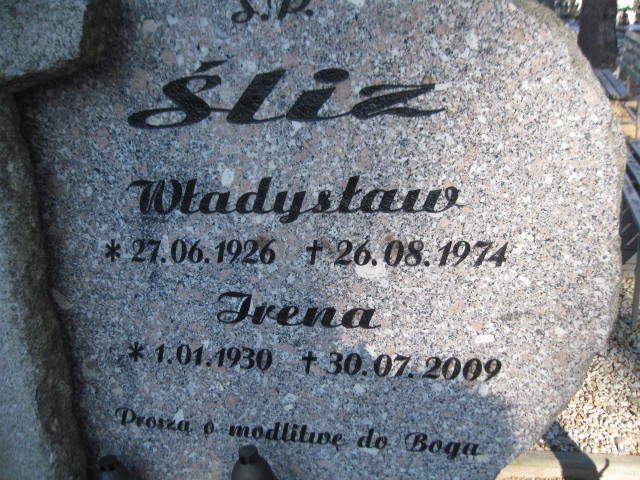 Ś.P.
Śliz
Władysław
* 27.06.1926 † 26.08.1974
Irena
* 1.01.1930 † 30.07.2009
Proszą o modlitwę do Boga